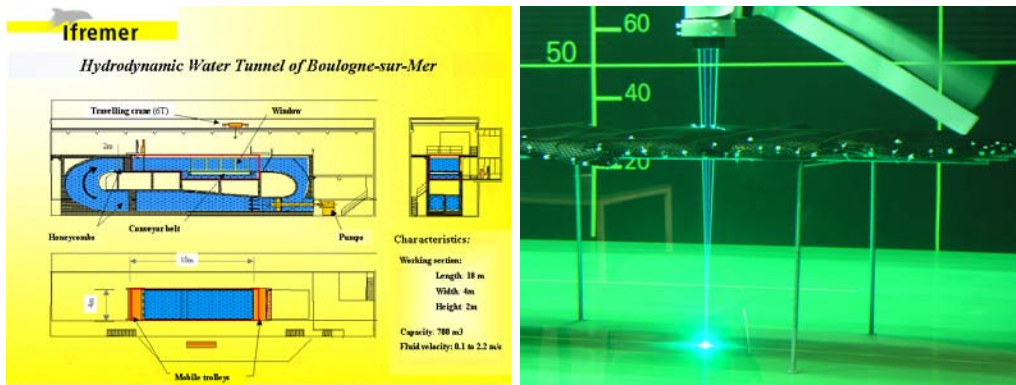 Ifremer
Hydrodynamic Water Tunnel of Boulogne-sur-Mer
Travelling crane (6T)
Window
2m
Honeycombs
Conveyor belt
Pumps
Characteristics:
Working section:
Length: 18 m
Width: 4m
Height: 2m
Capacity: 700 m3
Fluid velocity: 0.1 to 2.2 m/s
4m
Mobile trolleys
60
50
40
20